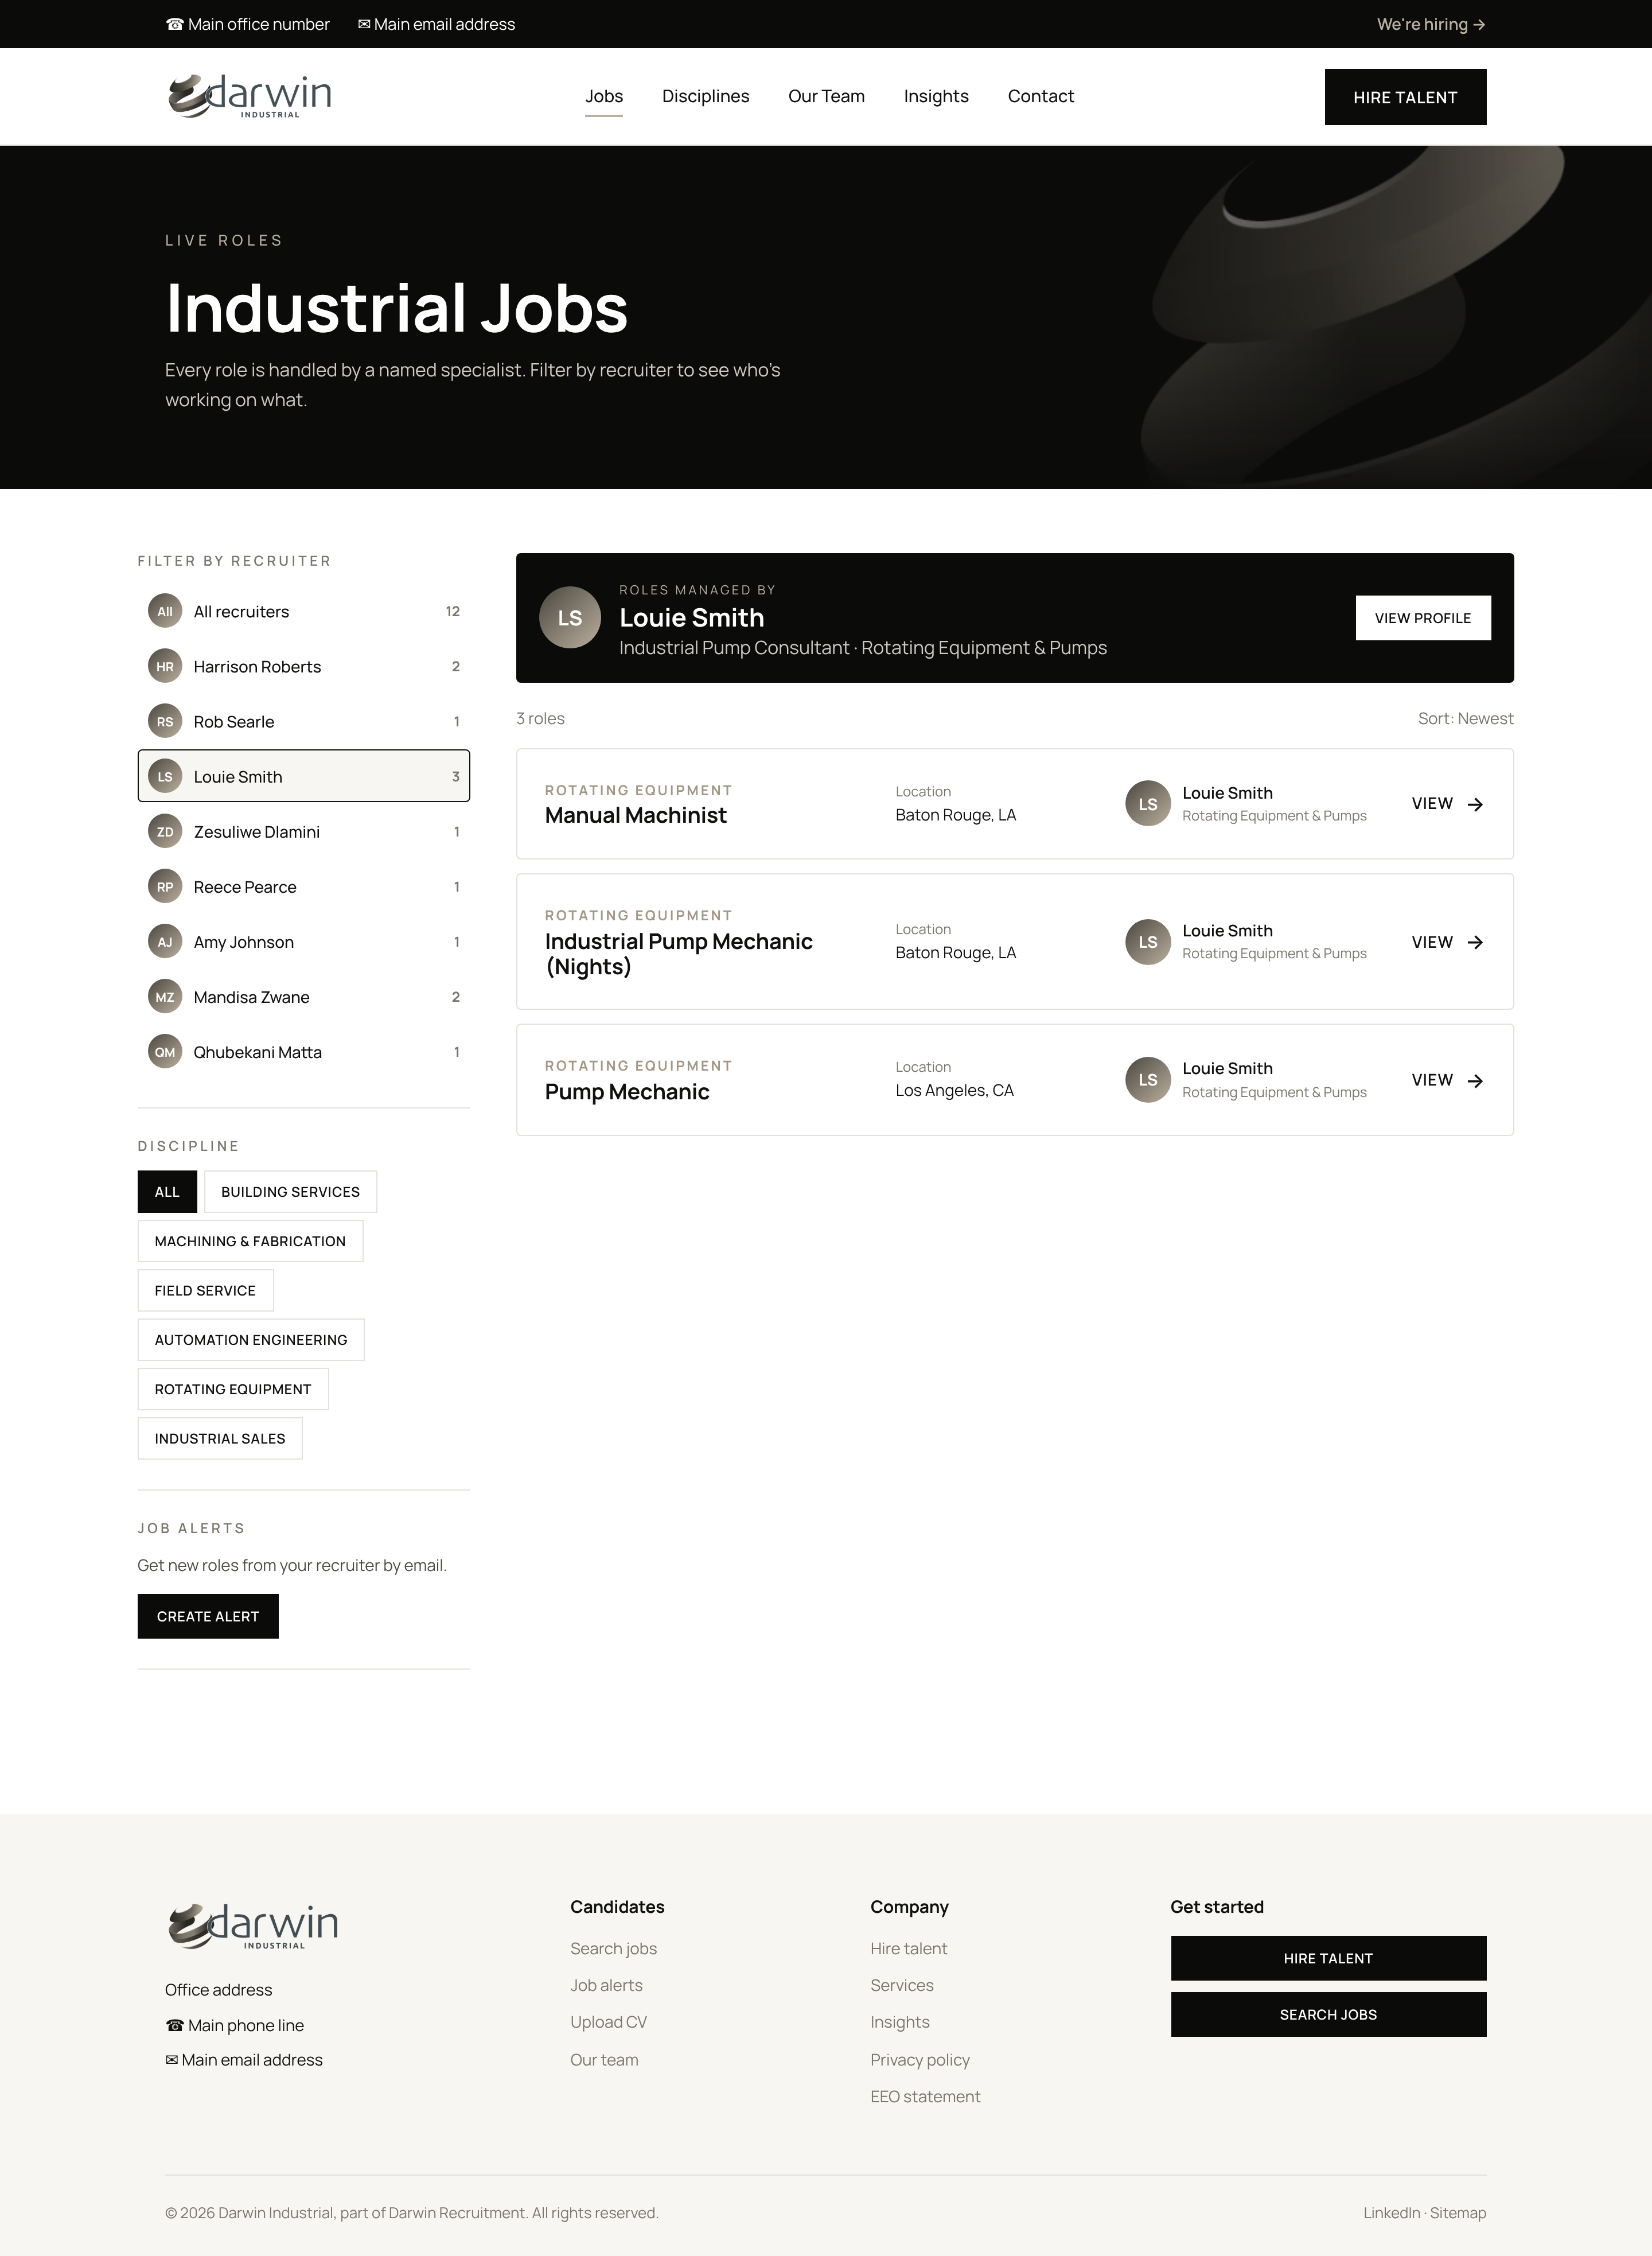 ☎ Main office number
✉ Main email address
We're hiring →
darwin
INDUSTRIAL
Jobs
Disciplines
Our Team
Insights
Contact
HIRE TALENT
LIVE ROLES
Industrial Jobs
Every role is handled by a named specialist. Filter by recruiter to see who's
working on what.
FILTER BY RECRUITER
All All recruiters 12
HR Harrison Roberts 2
RS Rob Searle 1
LS Louie Smith 3
ZD Zesuliwe Dlamini 1
RP Reece Pearce 1
AJ Amy Johnson 1
MZ Mandisa Zwane 2
QM Qhubekani Matta 1
DISCIPLINE
ALL
BUILDING SERVICES
MACHINING & FABRICATION
FIELD SERVICE
AUTOMATION ENGINEERING
ROTATING EQUIPMENT
INDUSTRIAL SALES
JOB ALERTS
Get new roles from your recruiter by email.
CREATE ALERT
LS
ROLES MANAGED BY
Louie Smith
Industrial Pump Consultant · Rotating Equipment & Pumps
VIEW PROFILE
3 roles
Sort: Newest
ROTATING EQUIPMENT
Manual Machinist
Location
Baton Rouge, LA
LS
Louie Smith
Rotating Equipment & Pumps
VIEW →
ROTATING EQUIPMENT
Industrial Pump Mechanic
(Nights)
Location
Baton Rouge, LA
LS
Louie Smith
Rotating Equipment & Pumps
VIEW →
ROTATING EQUIPMENT
Pump Mechanic
Location
Los Angeles, CA
LS
Louie Smith
Rotating Equipment & Pumps
VIEW →
darwin
INDUSTRIAL
Office address
☎ Main phone line
✉ Main email address
Candidates
Search jobs
Job alerts
Upload CV
Our team
Company
Hire talent
Services
Insights
Privacy policy
EEO statement
Get started
HIRE TALENT
SEARCH JOBS
© 2026 Darwin Industrial, part of Darwin Recruitment. All rights reserved.
LinkedIn · Sitemap